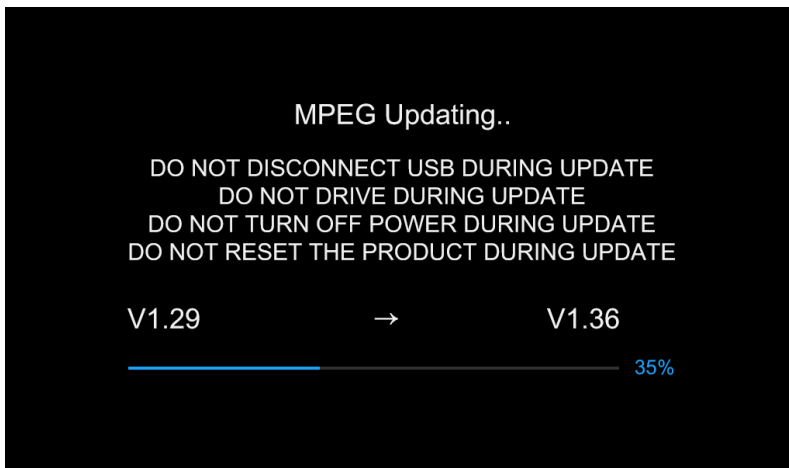 MPEG Updating..
DO NOT DISCONNECT USB DURING UPDATE
DO NOT DRIVE DURING UPDATE
DO NOT TURN OFF POWER DURING UPDATE
DO NOT RESET THE PRODUCT DURING UPDATE
V1.29 → V1.36
35%